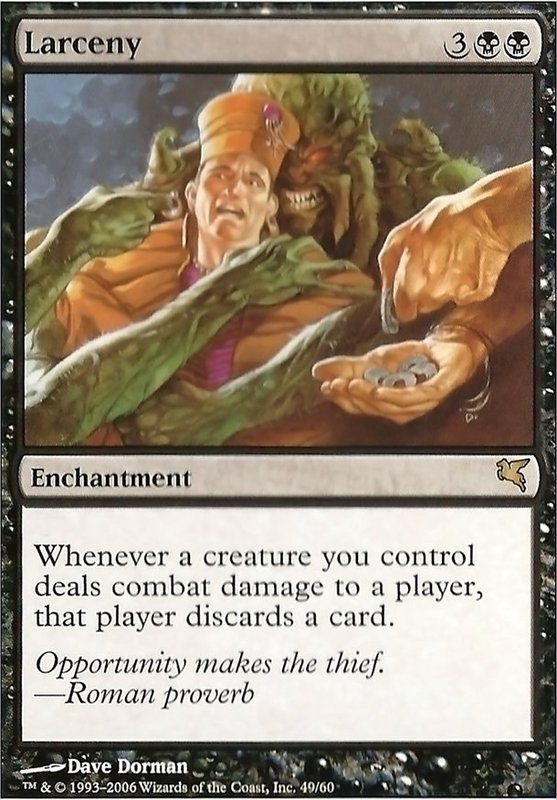 Larceny 3
Enchantment
Whenever a creature you control
deals combat damage to a player,
that player discards a card.
Opportunity makes the thief.
—Roman proverb
Dave Dorman
™ & © 1993–2006 Wizards of the Coast, Inc. 49/60